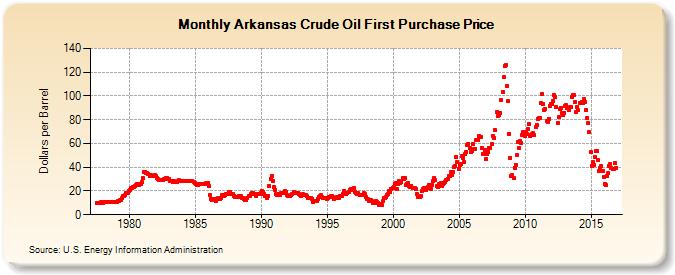 Monthly Arkansas Crude Oil First Purchase Price
Dollars per Barrel
140
120
100
80
60
40
20
0
1980 1985 1990 1995 2000 2005 2010 2015
Source: U.S. Energy Information Administration